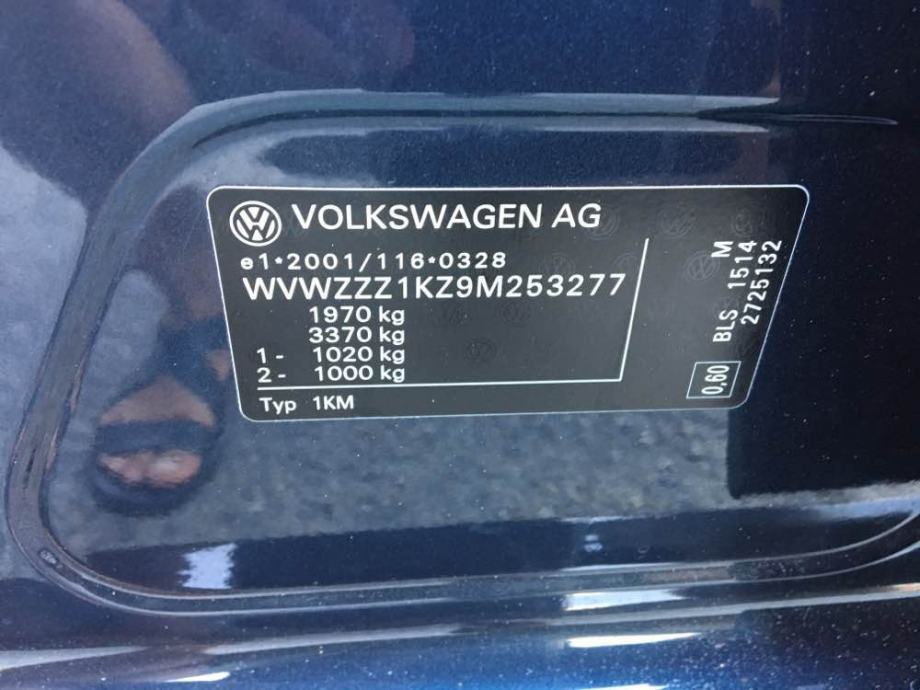 VOLKSWAGEN AG
e1*2001/116*0328
WVWZZZ1KZ9M253277
1970 kg
3370 kg
1- 1020 kg
2- 1000 kg
Typ 1KM
M
BLS 1514
2725132
0,60